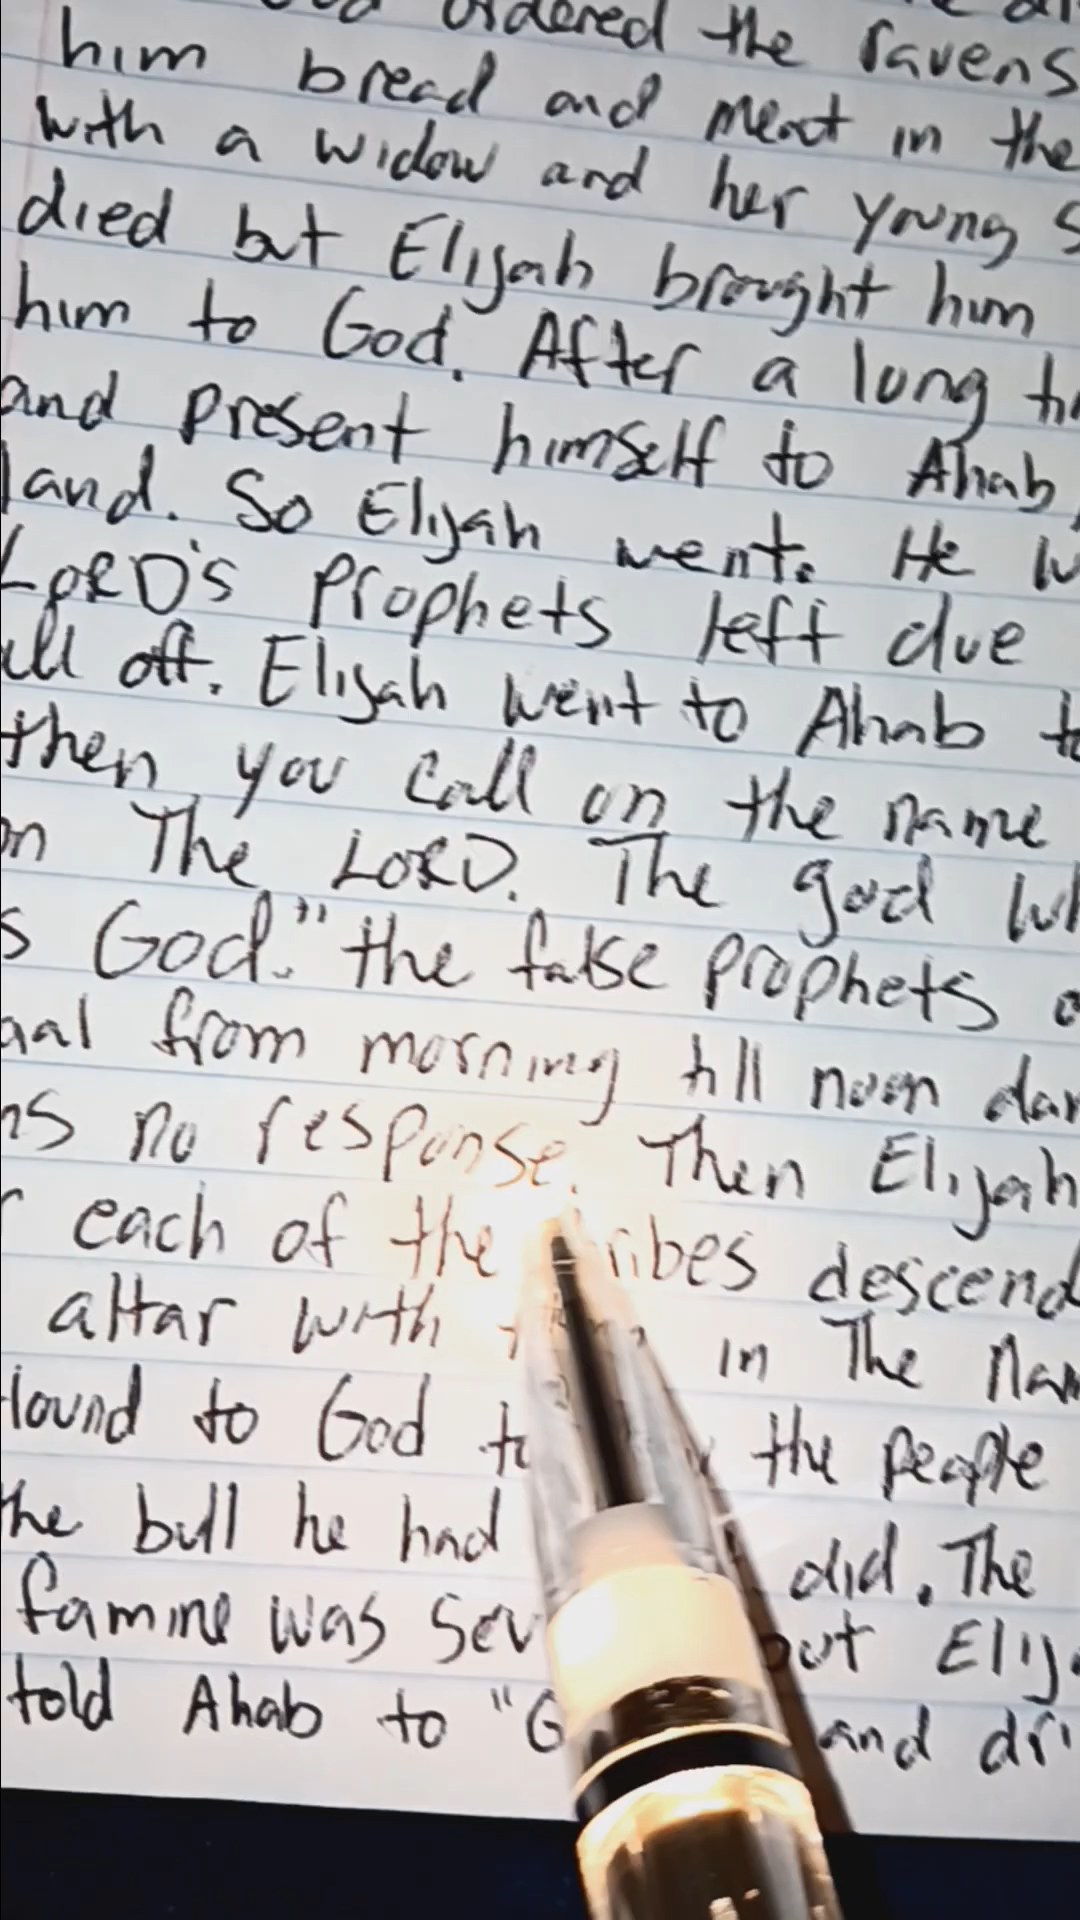 ordered the ravens
him bread and meat in the
with a widow and her young
died but Elijah brought him
him to God. After a long
and present himself to Ahab,
land. So Elijah went. He
LORD's prophets left due
off. Elijah went to Ahab
then you call on the name
on The LORD. The god
God." the false prophets
from morning till noon
no response. Then Elijah
each of the tribes descend
altar with in The
to God the people
the bull he had did. The
famine was but
told Ahab to " and